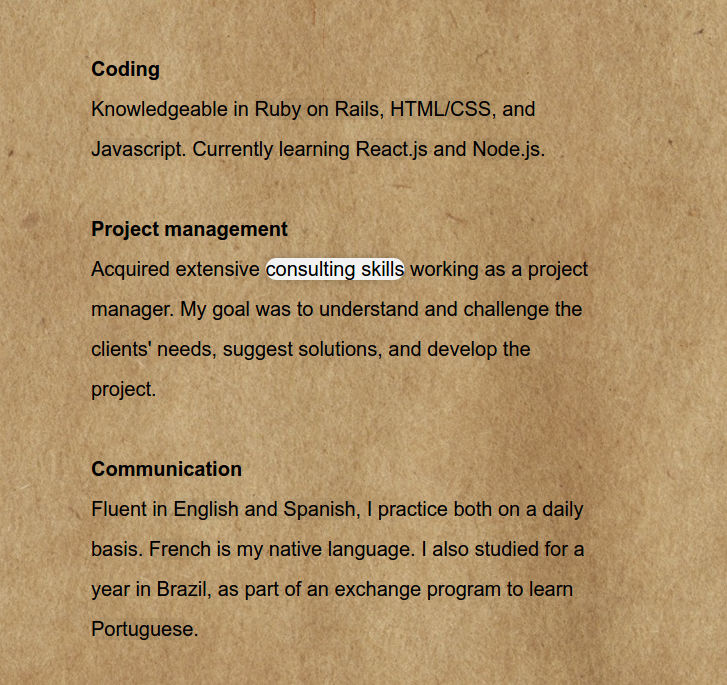 Coding
Knowledgeable in Ruby on Rails, HTML/CSS, and
Javascript. Currently learning React.js and Node.js.
Project management
Acquired extensive consulting skills working as a project
manager. My goal was to understand and challenge the
clients' needs, suggest solutions, and develop the
project.
Communication
Fluent in English and Spanish, I practice both on a daily
basis. French is my native language. I also studied for a
year in Brazil, as part of an exchange program to learn
Portuguese.